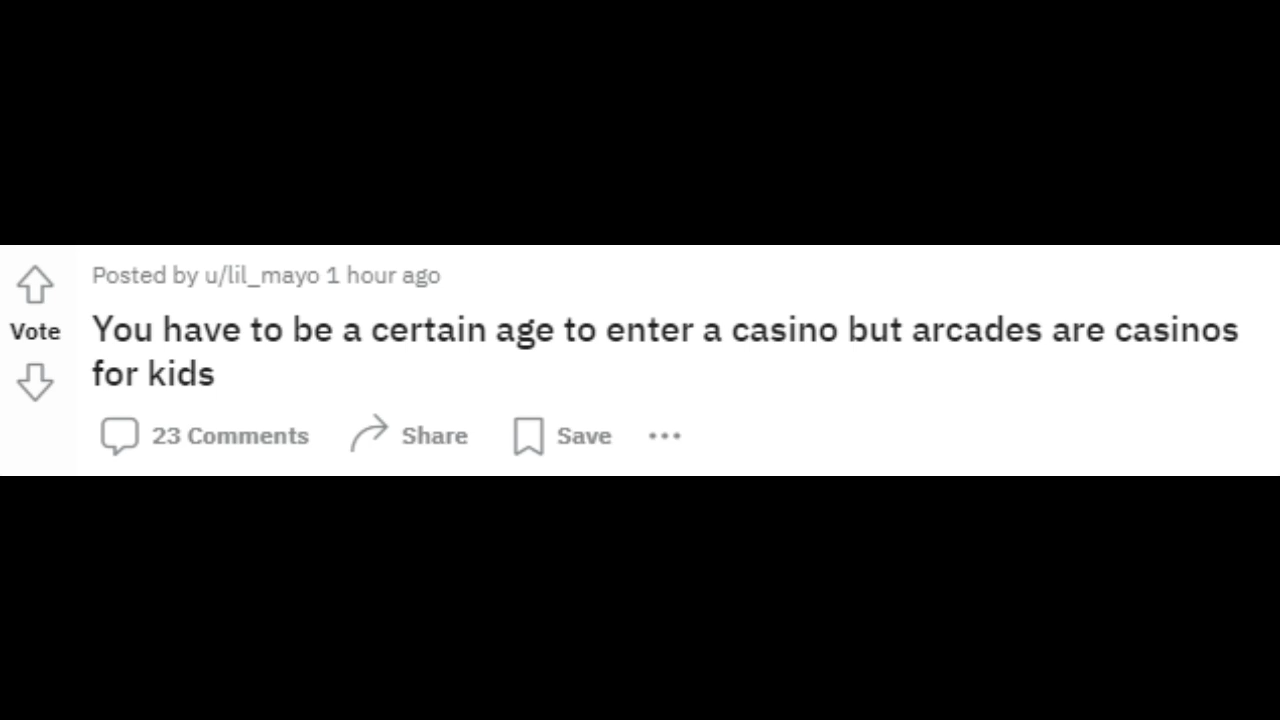 Posted by u/lil_mayo 1 hour ago
Vote
You have to be a certain age to enter a casino but arcades are casinos
for kids
23 Comments Share Save